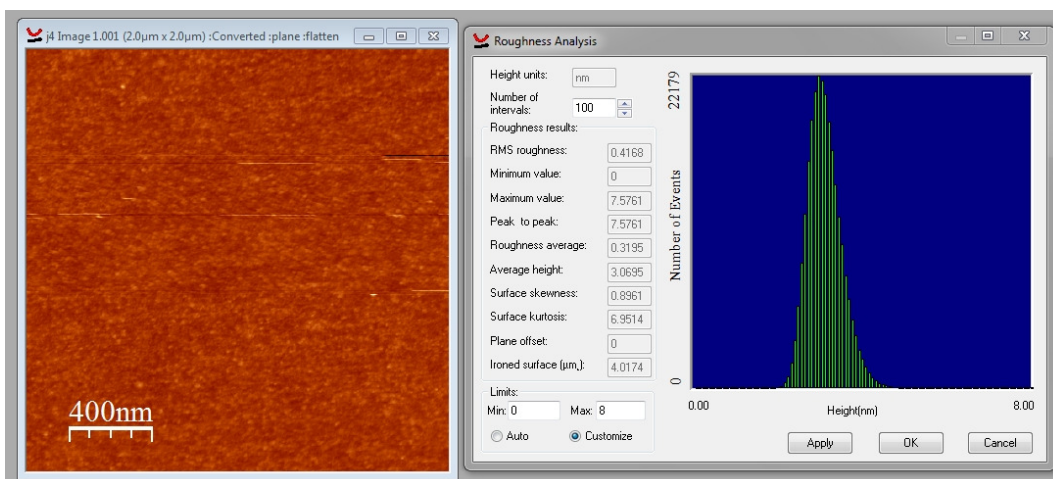 j4 Image 1.001 (2.0µm x 2.0µm) :Converted :plane :flatten
400nm
Roughness Analysis
Height units: nm
Number of
intervals: 100
Roughness results:
RMS roughness: 0.4168
Minimum value: 0
Maximum value: 7.5761
Peak to peak: 7.5761
Roughness average: 0.3195
Average height: 3.0695
Surface skewness: 0.8961
Surface kurtosis: 6.9514
Plane offset: 0
Ironed surface (µm,): 4.0174
Limits:
Min: 0 Max: 8
Auto Customize
22179
Number of Events
0
0.00 Height(nm) 8.00
Apply OK Cancel